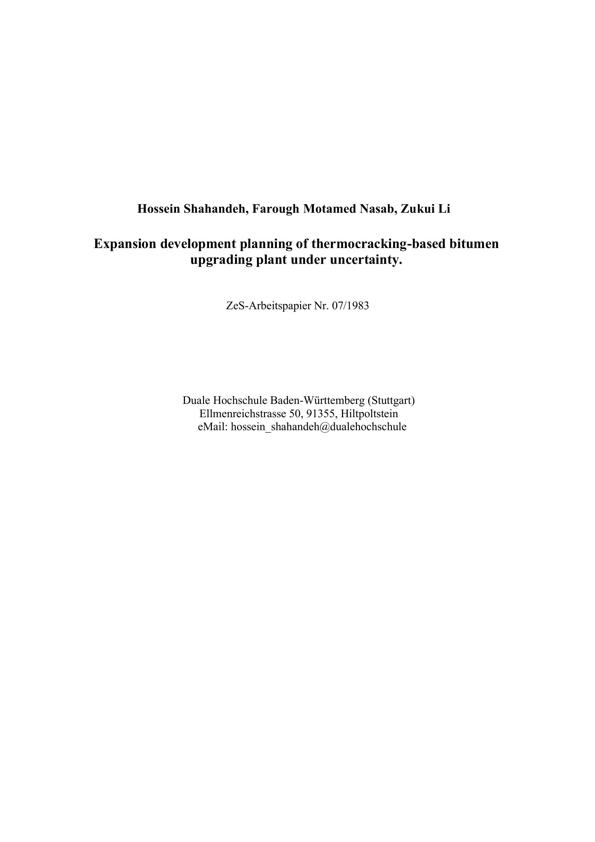 Hossein Shahandeh, Farough Motamed Nasab, Zukui Li
Expansion development planning of thermocracking-based bitumen
upgrading plant under uncertainty.
ZeS-Arbeitspapier Nr. 07/1983
Duale Hochschule Baden-Württemberg (Stuttgart)
Ellmenreichstrasse 50, 91355, Hiltpoltstein
eMail: hossein_shahandeh@dualehochschule